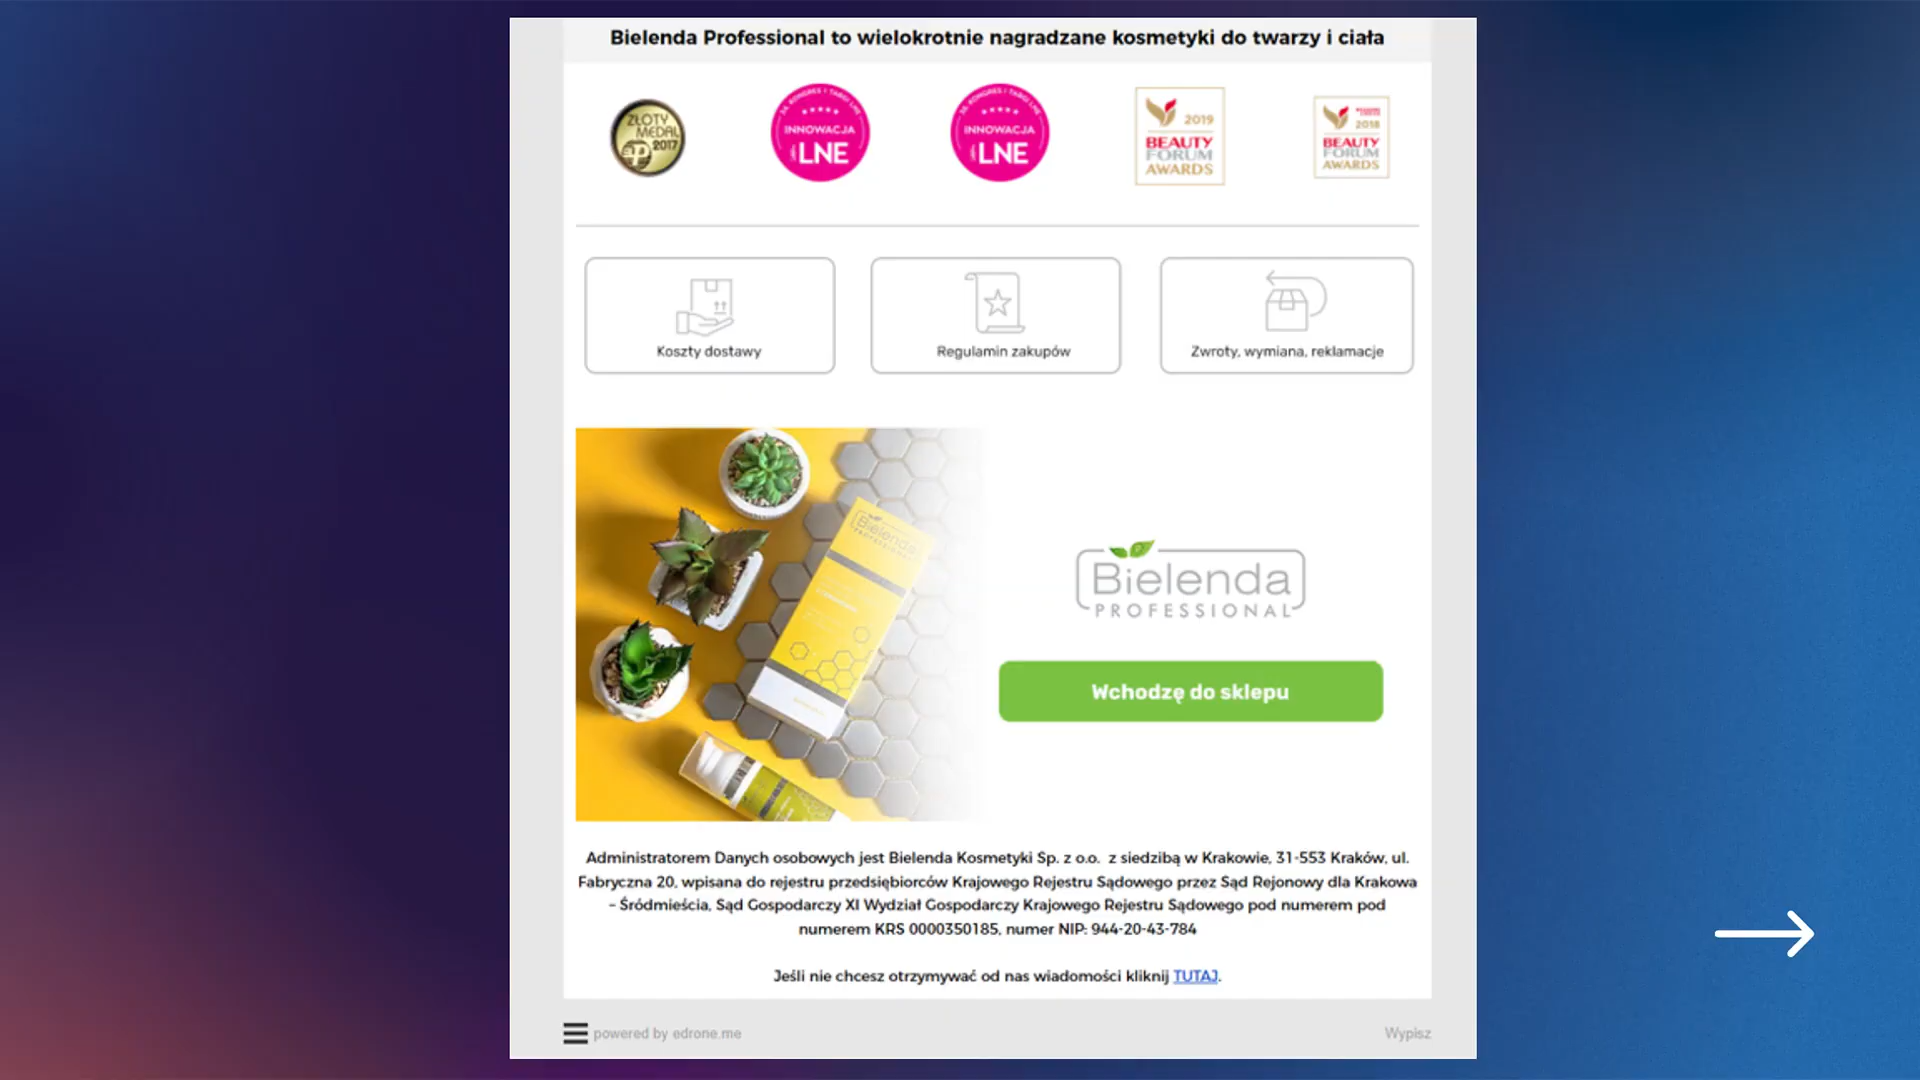 Bielenda Professional to wielokrotnie nagradzane kosmetyki do twarzy i ciała
ZŁOTY MEDAL 2017
INNOWACJA
LNE
INNOWACJA
LNE
2019
BEAUTY
FORUM
AWARDS
2018
BEAUTY
FORUM
AWARDS
Koszty dostawy
Regulamin zakupów
Zwroty, wymiana, reklamacje
Bielenda
PROFESSIONAL
Bielenda
PROFESSIONAL
Wchodzę do sklepu
Administratorem Danych osobowych jest Bielenda Kosmetyki Sp. z o.o. z siedzibą w Krakowie, 31-553 Kraków, ul.
Fabryczna 20, wpisana do rejestru przedsiębiorców Krajowego Rejestru Sądowego przez Sąd Rejonowy dla Krakowa
– Śródmieścia, Sąd Gospodarczy XI Wydział Gospodarczy Krajowego Rejestru Sądowego pod numerem pod
numerem KRS 0000350185, numer NIP: 944-20-43-784
Jeśli nie chcesz otrzymywać od nas wiadomości kliknij TUTAJ.
powered by edrone.me
Wypisz